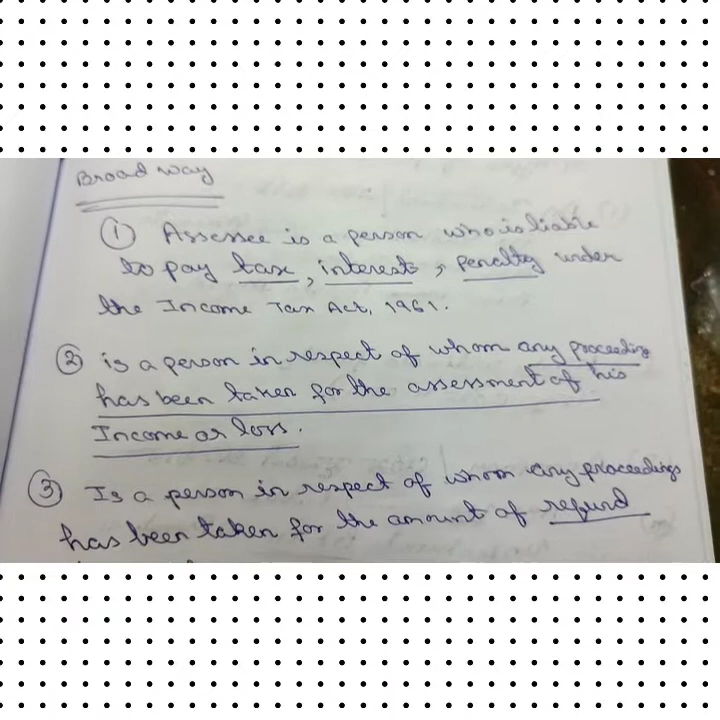 Broad way
① Assessee is a person who is liable
to pay tax, interest, penalty under
the Income Tax Act, 1961.
② is a person in respect of whom any proceeding
has been taken for the assessment of his
Income or loss.
③ Is a person in respect of whom any proceedings
has been taken for the amount of refund